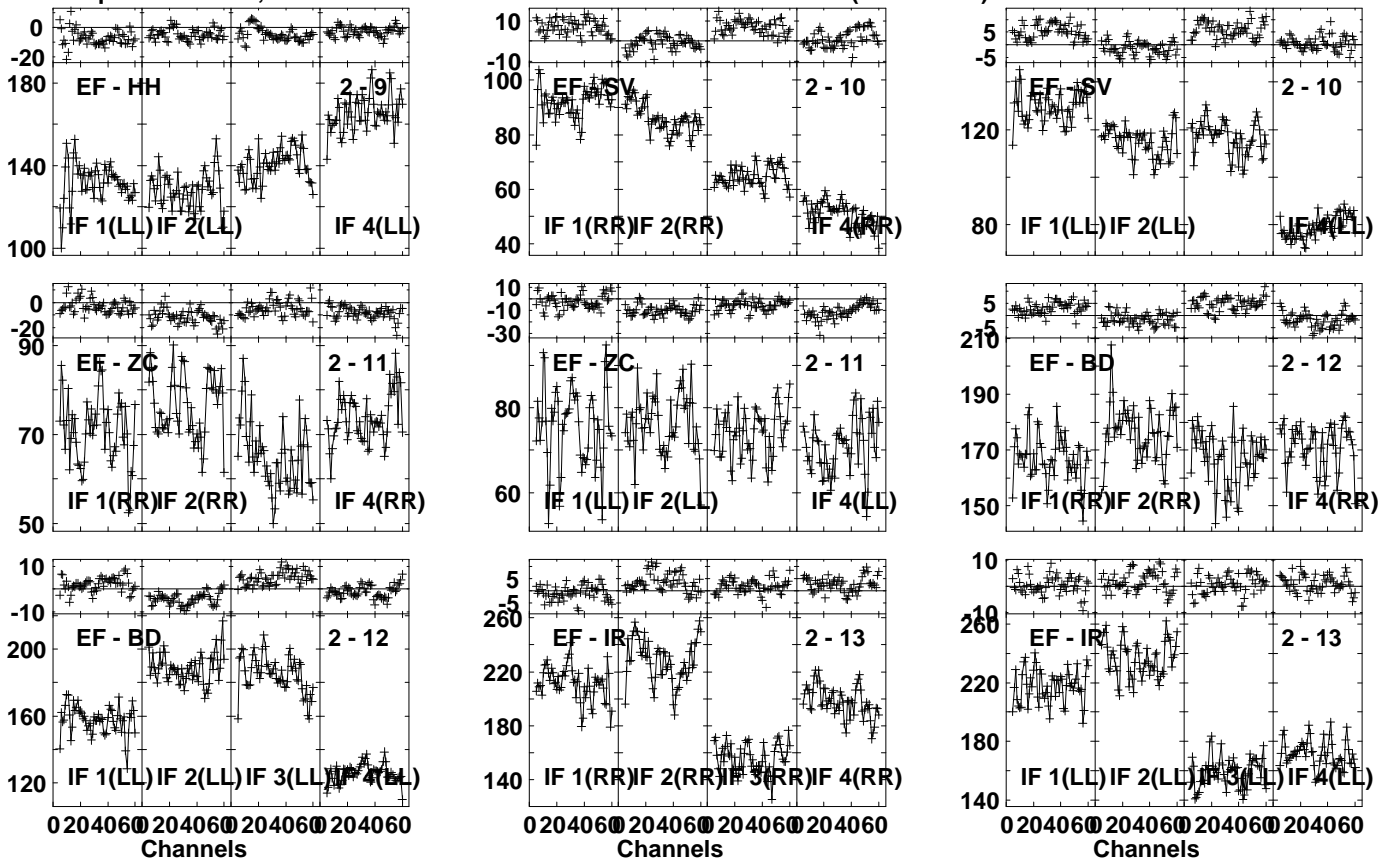 0
-20
180
140
100
EF - HH
2 - 9
IF 1(LL) IF 2(LL)
IF 4(LL)
10
-10
100
80
60
40
EF - SV
2 - 10
IF 1(RR) IF 2(RR)
IF 4(RR)
5
-5
120
80
EF - SV
2 - 10
IF 1(LL) IF 2(LL)
IF 4(LL)
0
-20
90
70
50
EF - ZC
2 - 11
IF 1(RR) IF 2(RR)
IF 4(RR)
10
-10
-30
80
60
EF - ZC
2 - 11
IF 1(LL) IF 2(LL)
IF 4(LL)
5
-5
210
190
170
150
EF - BD
2 - 12
IF 1(RR) IF 2(RR)
IF 4(RR)
10
-10
200
160
120
EF - BD
2 - 12
IF 1(LL) IF 2(LL) IF 3(LL) IF 4(LL)
0 20 40 60 0 20 40 60 0 20 40 60 0 20 40 60
Channels
5
-5
260
220
180
140
EF - IR
2 - 13
IF 1(RR) IF 2(RR) IF 3(RR) IF 4(RR)
0 20 40 60 0 20 40 60 0 20 40 60 0 20 40 60
Channels
10
-10
260
220
180
140
EF - IR
2 - 13
IF 1(LL) IF 2(LL) IF 3(LL) IF 4(LL)
0 20 40 60 0 20 40 60 0 20 40 60 0 20 40 60
Channels